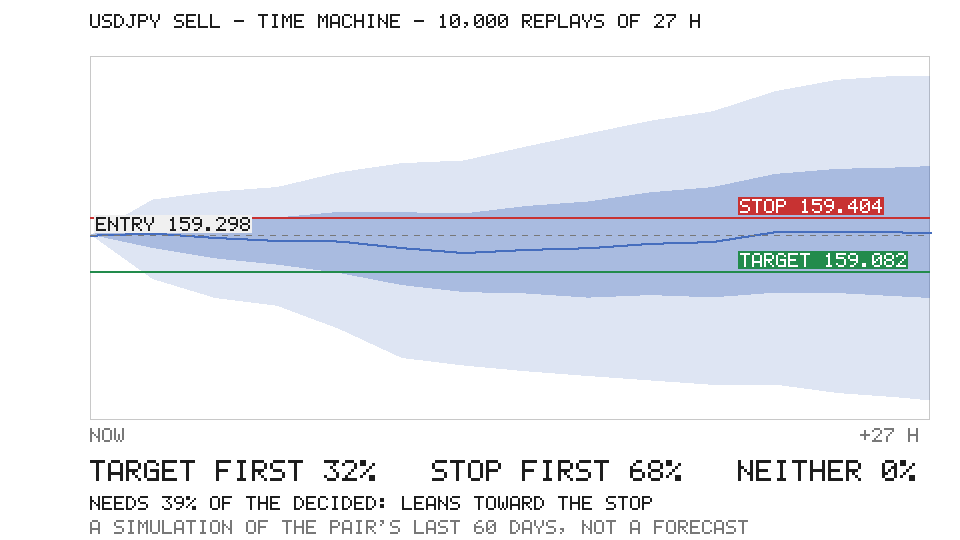 USDJPY SELL - TIME MACHINE - 10,000 REPLAYS OF 27 H
STOP 159.404
ENTRY 159.298
TARGET 159.082
NOW +27 H
TARGET FIRST 32% STOP FIRST 68% NEITHER 0%
NEEDS 39% OF THE DECIDED: LEANS TOWARD THE STOP
A SIMULATION OF THE PAIR'S LAST 60 DAYS, NOT A FORECAST